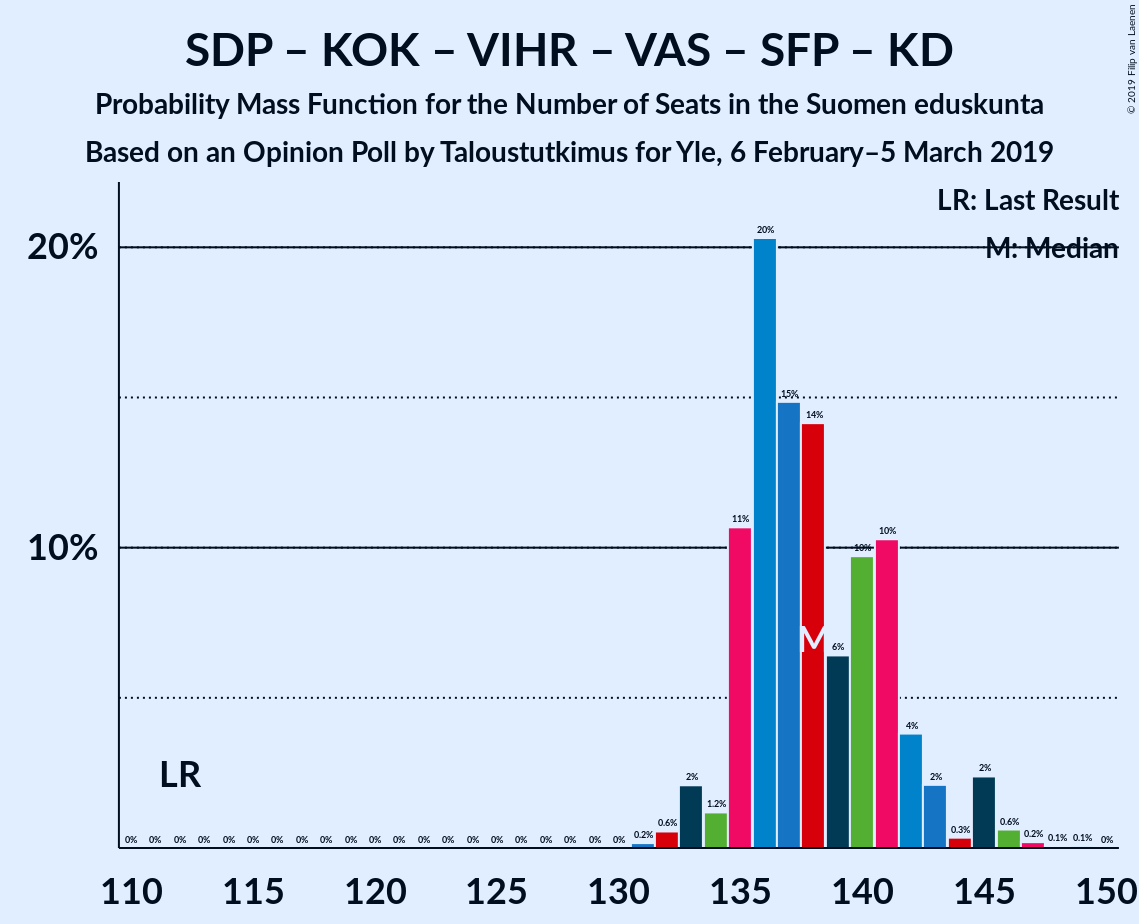 SDP – KOK – VIHR – VAS – SFP – KD
Probability Mass Function for the Number of Seats in the Suomen eduskunta
Based on an Opinion Poll by Taloustutkimus for Yle, 6 February–5 March 2019
© 2019 Filip van Laenen
LR: Last Result
M: Median
20%
10%
0% 0% 0% 0% 0% 0% 0% 0% 0% 0% 0% 0% 0% 0% 0% 0% 0% 0% 0% 0% 0% 0.2% 0.6% 2% 1.2% 11% 20% 15% 14% 6% 10% 10% 4% 2% 0.3% 2% 0.6% 0.2% 0.1% 0.1% 0%
M
LR
110 115 120 125 130 135 140 145 150